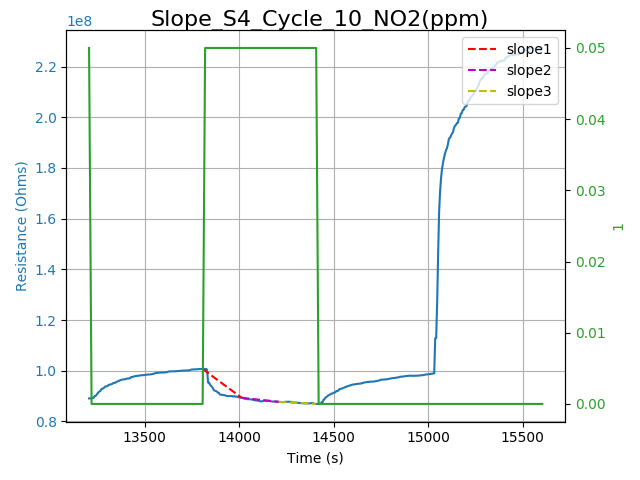 Slope_S4_Cycle_10_NO2(ppm)
1e8
slope1
slope2
slope3
2.2
2.0
1.8
1.6
1.4
1.2
1.0
0.8
Resistance (Ohms)
0.05
0.04
0.03
0.02
0.01
0.00
1
13500 14000 14500 15000 15500
Time (s)